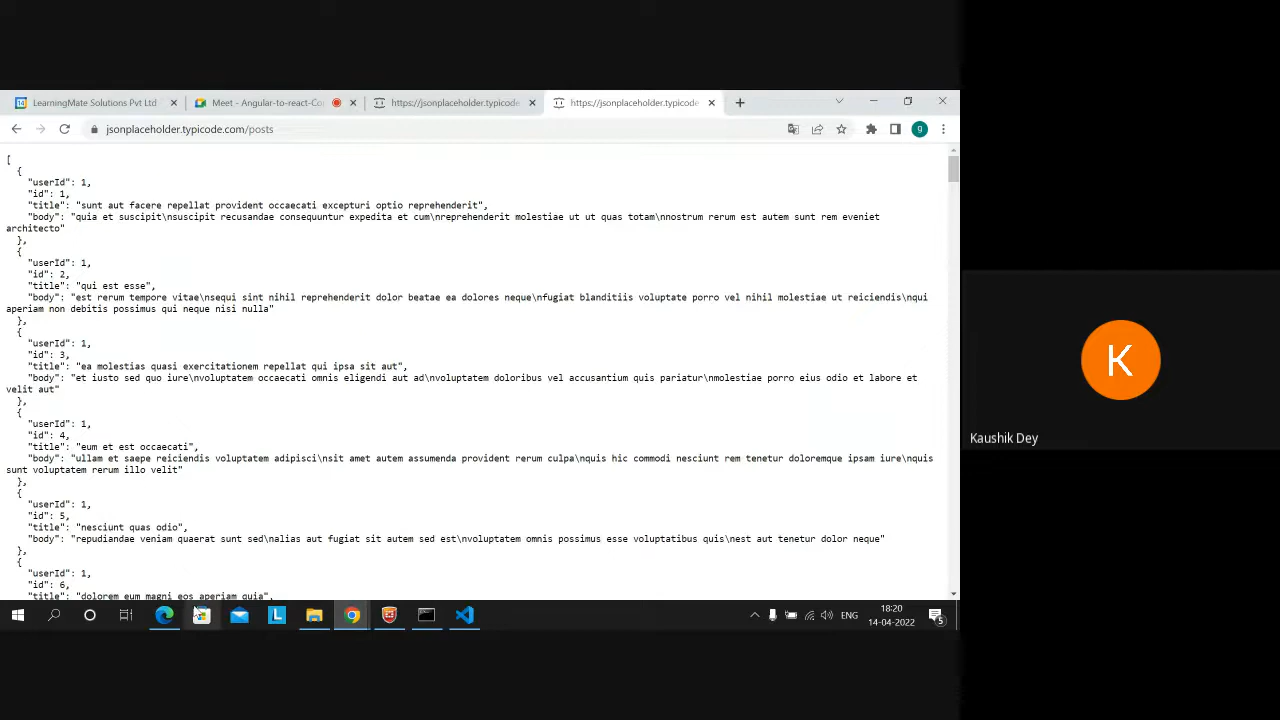 LearningMate Solutions Pvt Ltd
Meet - Angular-to-react-Co
https://jsonplaceholder.typicode
https://jsonplaceholder.typicode
jsonplaceholder.typicode.com/posts
9
[
{
"userId": 1,
"id": 1,
"title": "sunt aut facere repellat provident occaecati excepturi optio reprehenderit",
"body": "quia et suscipit\nsuscipit recusandae consequuntur expedita et cum\nreprehenderit molestiae ut ut quas totam\nnostrum rerum est autem sunt rem eveniet
architecto"
},
{
"userId": 1,
"id": 2,
"title": "qui est esse",
"body": "est rerum tempore vitae\nsequi sint nihil reprehenderit dolor beatae ea dolores neque\nfugiat blanditiis voluptate porro vel nihil molestiae ut reiciendis\nqui
aperiam non debitis possimus qui neque nisi nulla"
},
{
"userId": 1,
"id": 3,
"title": "ea molestias quasi exercitationem repellat qui ipsa sit aut",
"body": "et iusto sed quo iure\nvoluptatem occaecati omnis eligendi aut ad\nvoluptatem doloribus vel accusantium quis pariatur\nmolestiae porro eius odio et labore et
velit aut"
},
{
"userId": 1,
"id": 4,
"title": "eum et est occaecati",
"body": "ullam et saepe reiciendis voluptatem adipisci\nsit amet autem assumenda provident rerum culpa\nquis hic commodi nesciunt rem tenetur doloremque ipsam iure\nquis
sunt voluptatem rerum illo velit"
},
{
"userId": 1,
"id": 5,
"title": "nesciunt quas odio",
"body": "repudiandae veniam quaerat sunt sed\nalias aut fugiat sit autem sed est\nvoluptatem omnis possimus esse voluptatibus quis\nest aut tenetur dolor neque"
},
{
"userId": 1,
"id": 6,
"title": "dolorem eum magni eos aperiam quia",
K
Kaushik Dey
L
ENG
18:20
14-04-2022
5